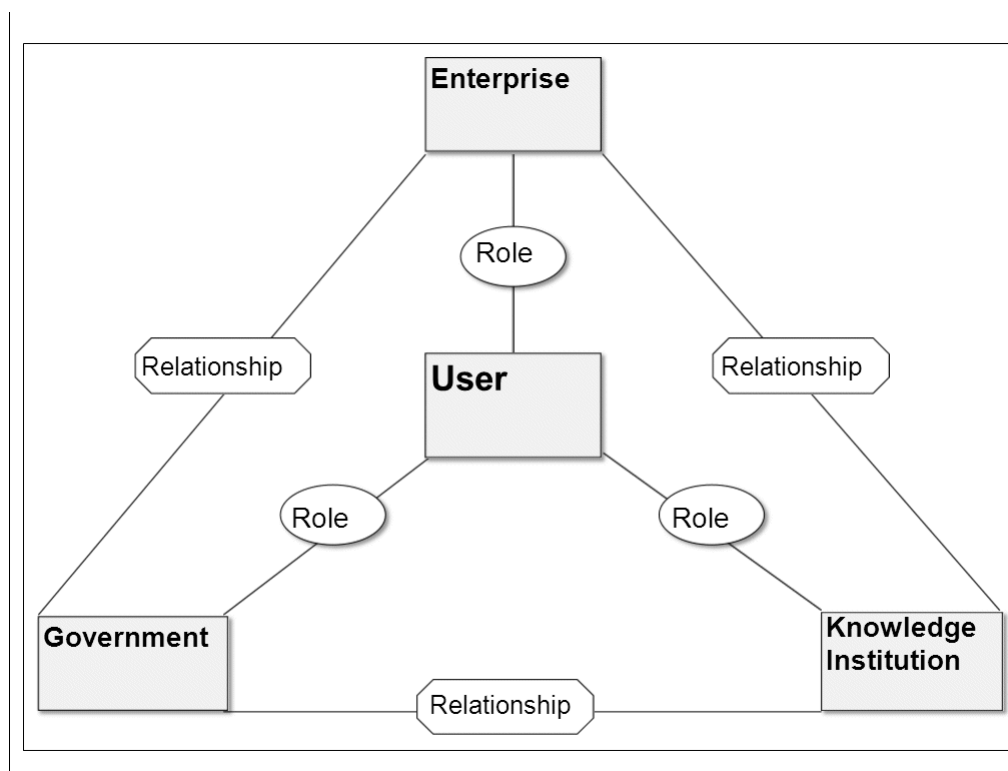 Enterprise
Role
Relationship
Relationship
User
Role
Role
Government
Knowledge
Institution
Relationship